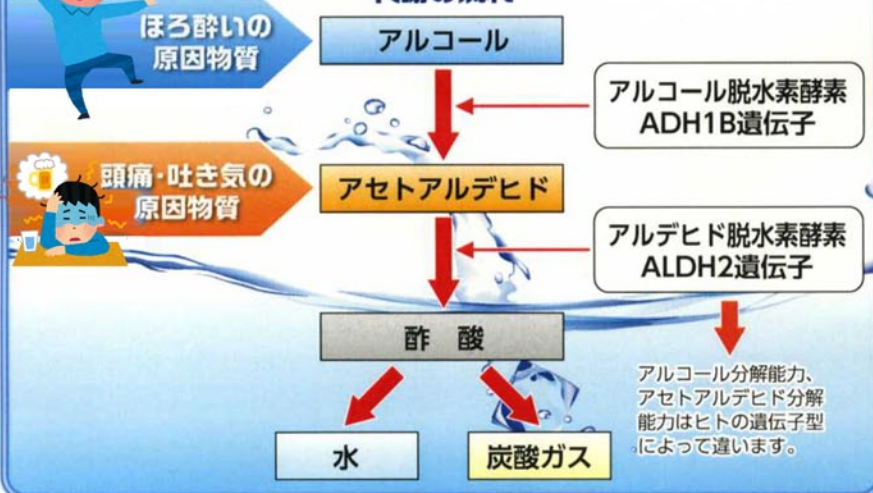 ほろ酔いの
原因物質
アルコール
アルコール脱水素酵素
ADH1B遺伝子
頭痛・吐き気の
原因物質
アセトアルデヒド
アルデヒド脱水素酵素
ALDH2遺伝子
酢 酸
アルコール分解能力、
アセトアルデヒド分解
能力はヒトの遺伝子型
によって違います。
水
炭酸ガス